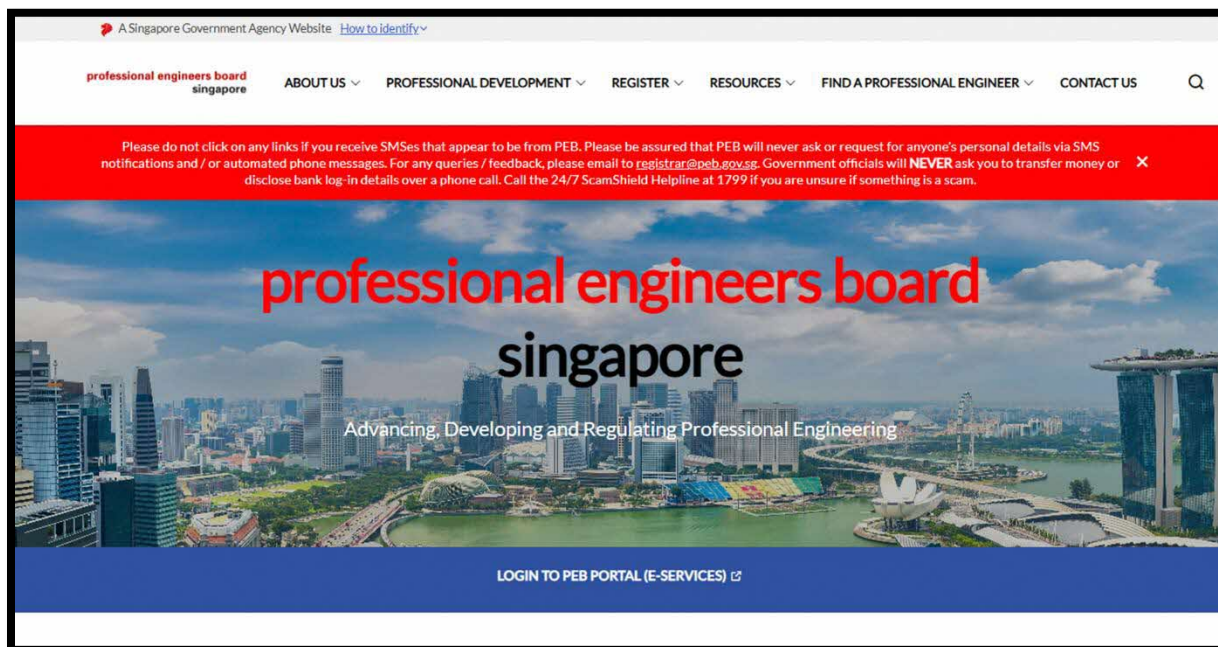 A Singapore Government Agency Website How to identify
professional engineers board
singapore
ABOUT US
PROFESSIONAL DEVELOPMENT
REGISTER
RESOURCES
FIND A PROFESSIONAL ENGINEER
CONTACT US
Please do not click on any links if you receive SMSes that appear to be from PEB. Please be assured that PEB will never ask or request for anyone's personal details via SMS
notifications and / or automated phone messages. For any queries / feedback, please email to registrar@peb.gov.sg. Government officials will NEVER ask you to transfer money or
disclose bank log-in details over a phone call. Call the 24/7 ScamShield Helpline at 1799 if you are unsure if something is a scam.
professional engineers board
singapore
Advancing, Developing and Regulating Professional Engineering
LOGIN TO PEB PORTAL (E-SERVICES)